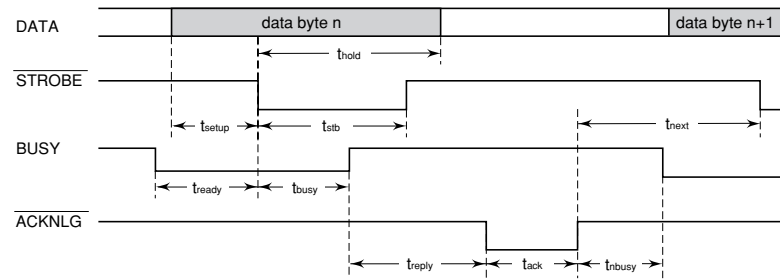 DATA data byte n data byte n+1
thold
STROBE
tsetup tstb tnext
BUSY
tready tbusy
ACKNLG
treply tack tnbusy